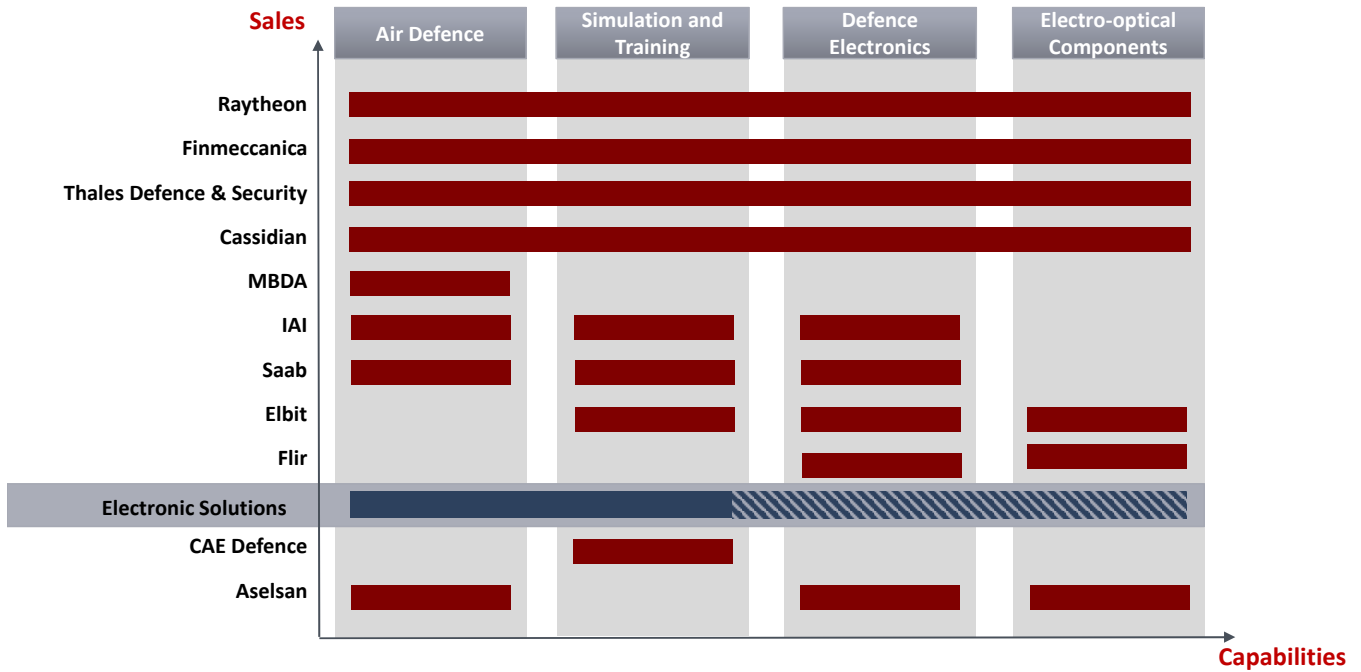 Sales
Air Defence
Simulation and
Training
Defence
Electronics
Electro-optical
Components
Raytheon
Finmeccanica
Thales Defence & Security
Cassidian
MBDA
IAI
Saab
Elbit
Flir
Electronic Solutions
CAE Defence
Aselsan
Capabilities